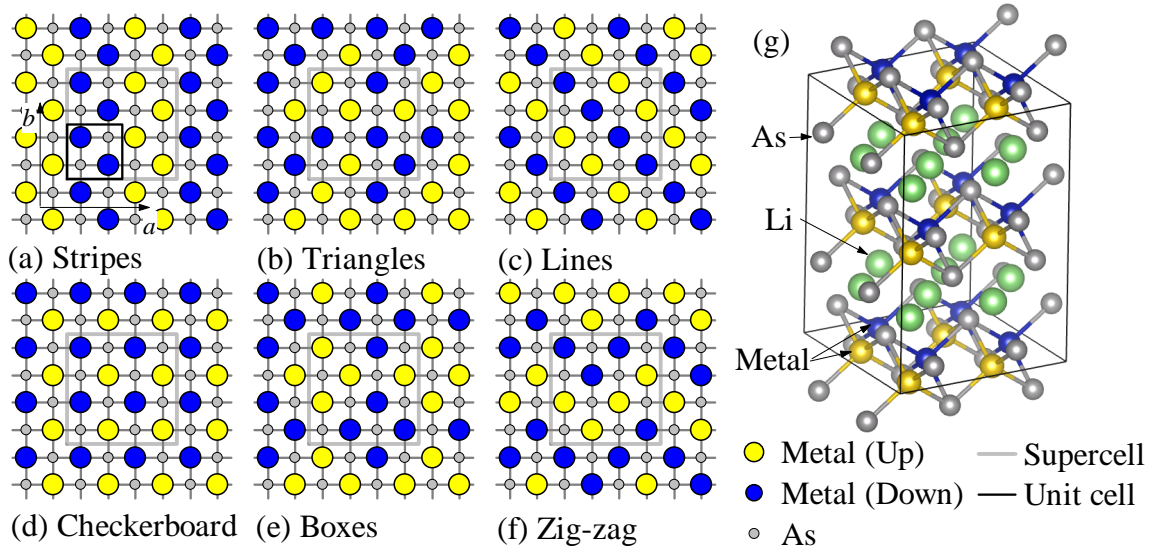 (g)
b
a
As
Li
Metal
(a) Stripes
(b) Triangles
(c) Lines
(d) Checkerboard
(e) Boxes
(f) Zig-zag
Metal (Up)
Metal (Down)
As
Supercell
Unit cell